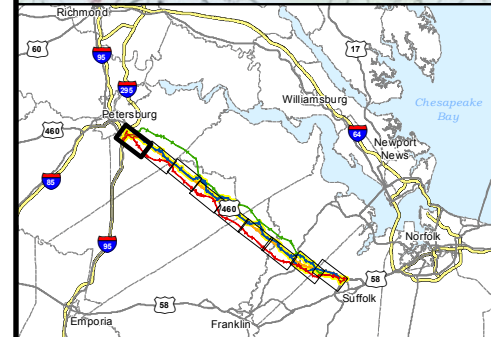 Richmond
60
95
17
295
Petersburg
Williamsburg
Chesapeake
Bay
460
64
Newport
News
85
460
95
Norfolk
58
58
Suffolk
Emporia
Franklin